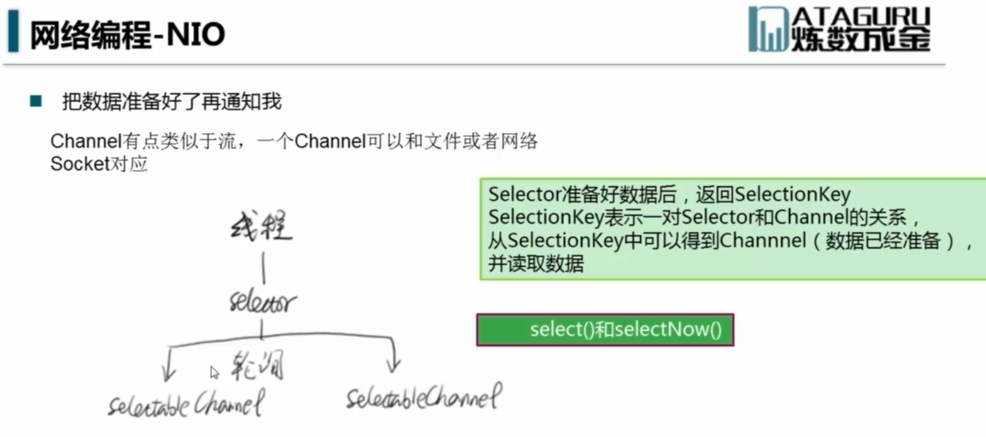 网络编程-NIO
ATAGURU
炼数成金
把数据准备好了再通知我
Channel有点类似于流，一个Channel可以和文件或者网络
Socket对应
Selector准备好数据后，返回SelectionKey
SelectionKey表示一对Selector和Channel的关系，
从SelectionKey中可以得到Channnel（数据已经准备），
并读取数据
select()和selectNow()
线程
selector
轮询
selectableChannel
selectableChannel